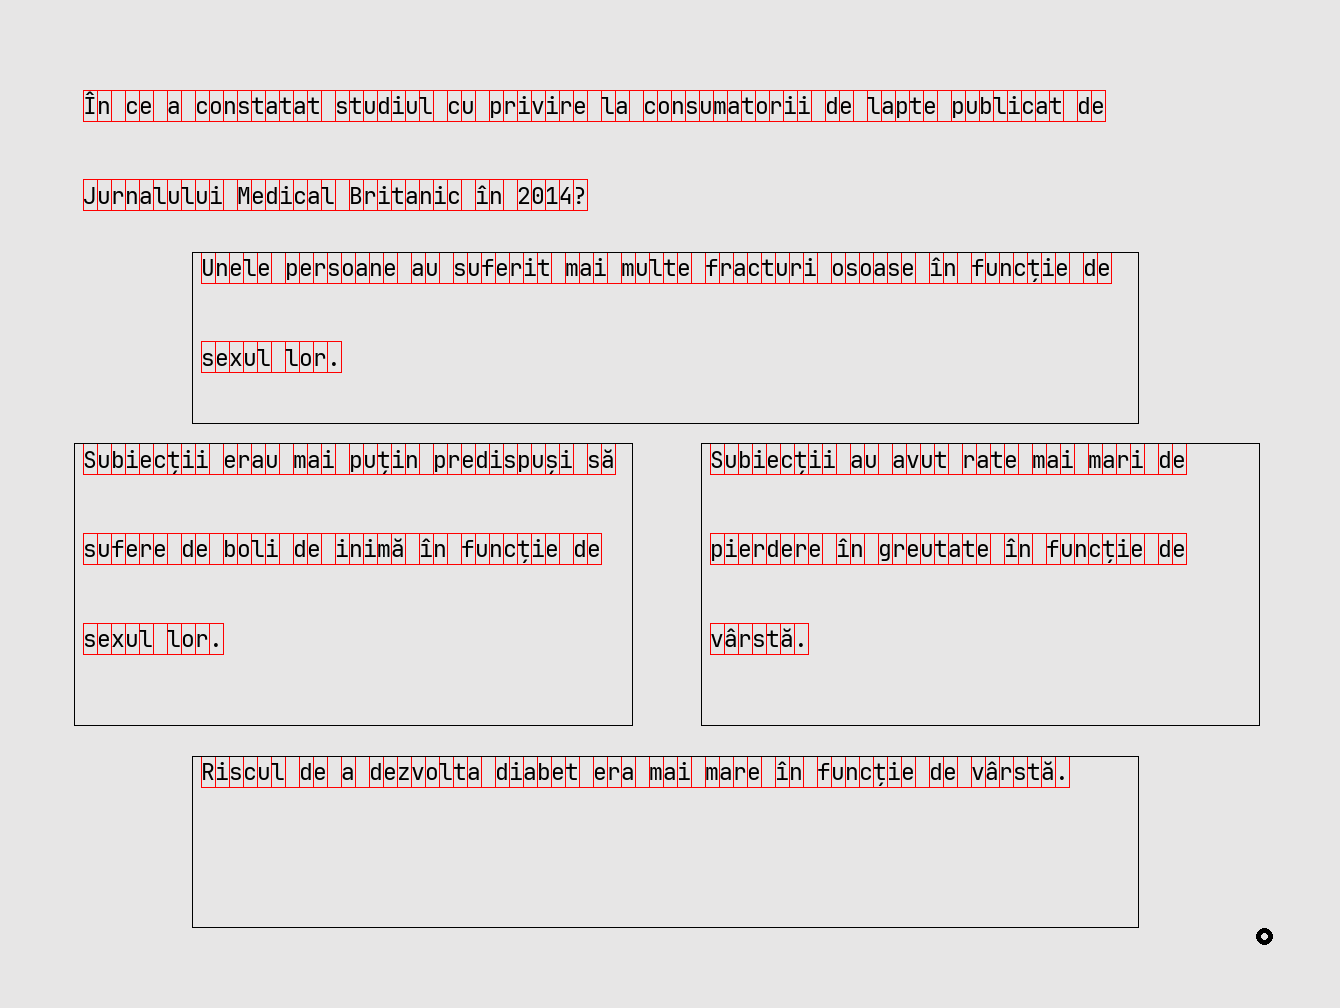 În ce a constatat studiul cu privire la consumatorii de lapte publicat de
Jurnalului Medical Britanic în 2014?
Unele persoane au suferit mai multe fracturi osoase în funcție de
sexul lor.
Subiecții erau mai puțin predispuși să
sufere de boli de inimă în funcție de
sexul lor.
Subiecții au avut rate mai mari de
pierdere în greutate în funcție de
vârstă.
Riscul de a dezvolta diabet era mai mare în funcție de vârstă.